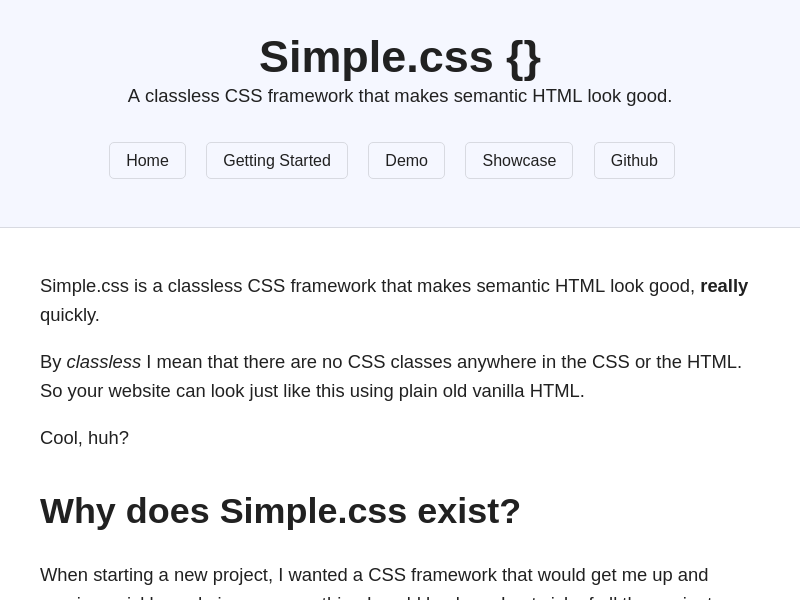 Simple.css {}
A classless CSS framework that makes semantic HTML look good.
Home Getting Started Demo Showcase Github
Simple.css is a classless CSS framework that makes semantic HTML look good, really
quickly.
By classless I mean that there are no CSS classes anywhere in the CSS or the HTML.
So your website can look just like this using plain old vanilla HTML.
Cool, huh?
Why does Simple.css exist?
When starting a new project, I wanted a CSS framework that would get me up and